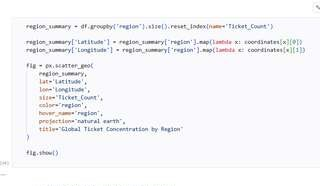 region_summary = df.groupby('region').size().reset_index(name='Ticket_Count')
region_summary['Latitude'] = region_summary['region'].map(lambda x: coordinates[x][0])
region_summary['Longitude'] = region_summary['region'].map(lambda x: coordinates[x][1])
fig = px.scatter_geo(
region_summary,
lat='Latitude',
lon='Longitude',
size='Ticket_Count',
color='region',
hover_name='region',
projection='natural earth',
title='Global Ticket Concentration by Region'
)
fig.show()